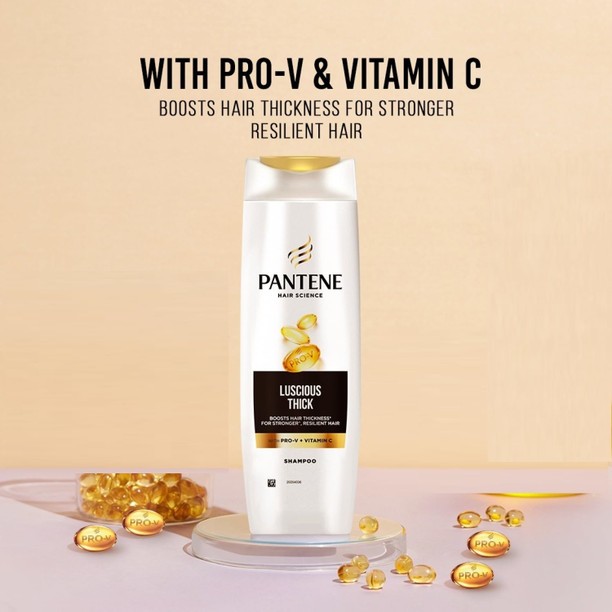 WITH PRO-V & VITAMIN C
BOOSTS HAIR THICKNESS FOR STRONGER
RESILIENT HAIR
PANTENE
HAIR SCIENCE
PRO-V
LUSCIOUS
THICK
BOOSTS HAIR THICKNESS*
FOR STRONGER*, RESILIENT HAIR
WITH PRO-V + VITAMIN C
SHAMPOO
PRO-V
PRO-V
PRO-V
PRO-V